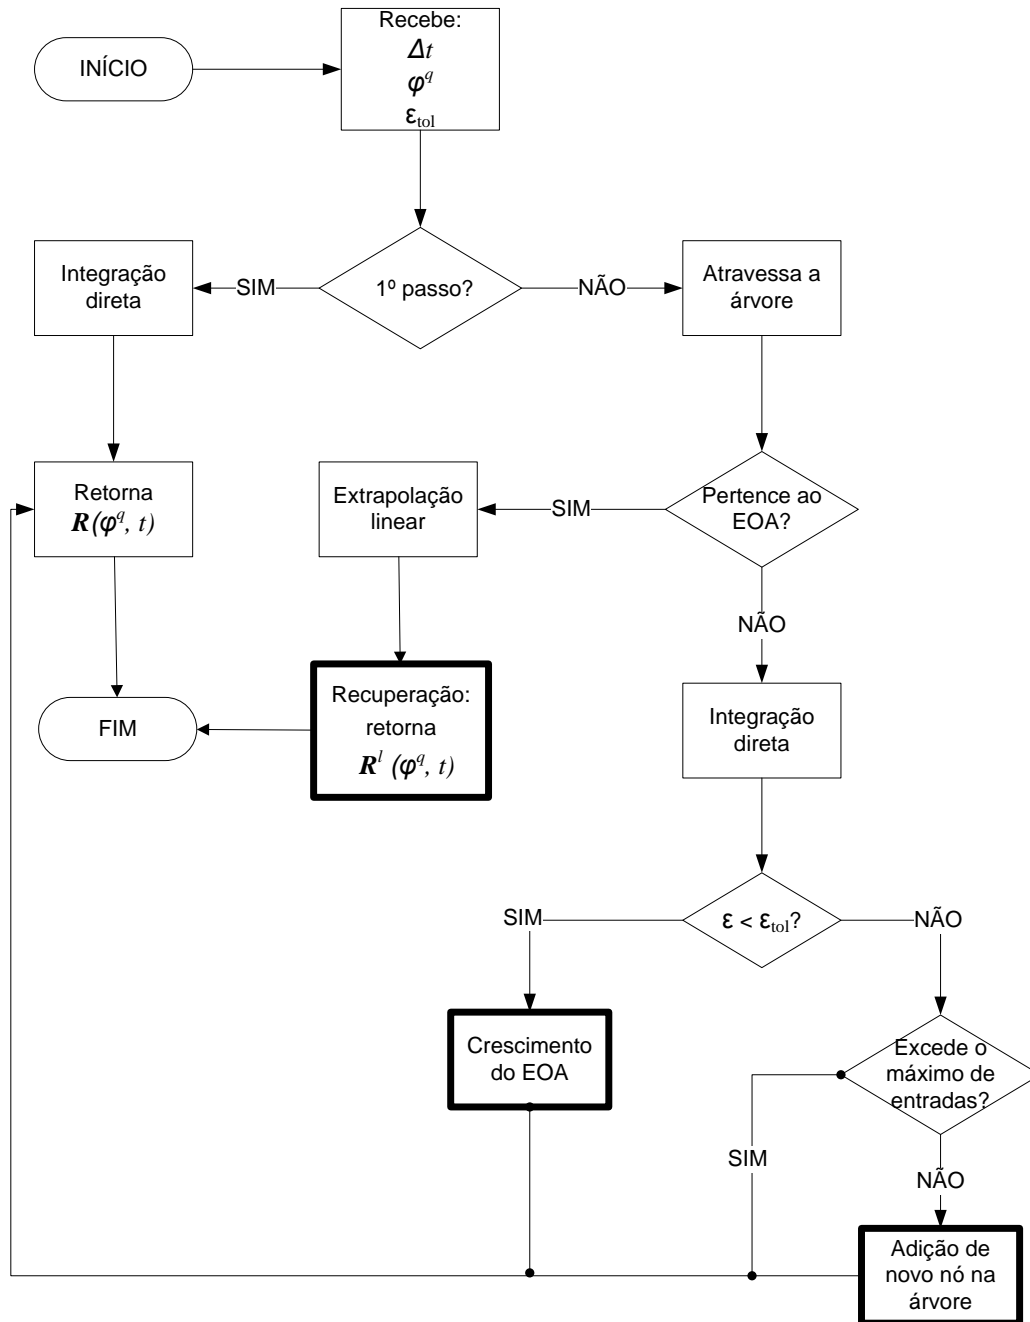 INÍCIO
Recebe:
Δt
φ^q
ε_tol
1º passo?
SIM
NÃO
Integração
direta
Atravessa a
árvore
Retorna
R(φ^q, t)
Extrapolação
linear
SIM
Pertence ao
EOA?
NÃO
FIM
Recuperação:
retorna
R^l (φ^q, t)
Integração
direta
SIM
ε < ε_tol?
NÃO
Crescimento
do EOA
Excede o
máximo de
entradas?
SIM
NÃO
Adição de
novo nó na
árvore